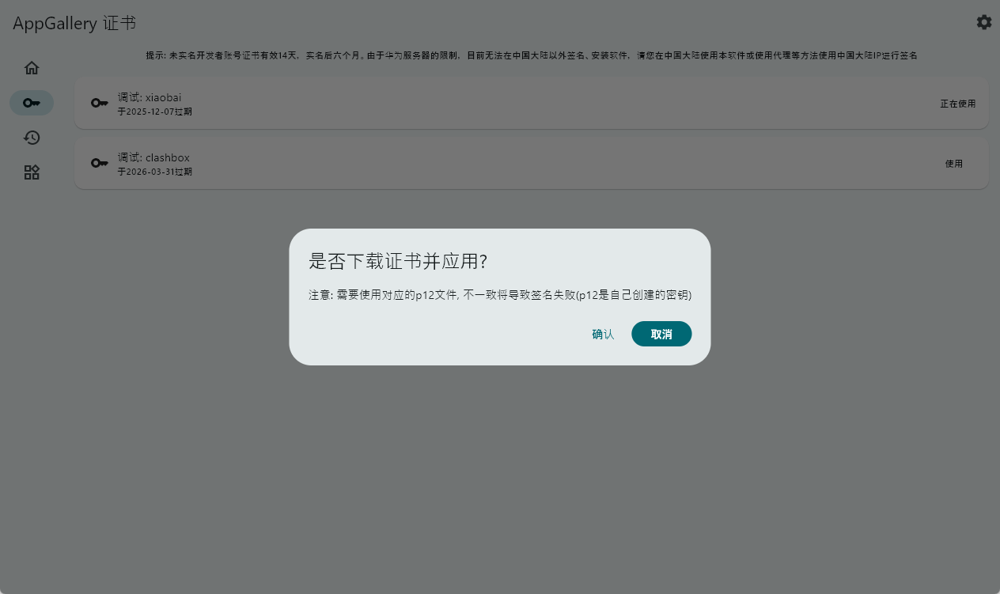 AppGallery 证书
提示: 未实名开发者账号证书有效14天，实名后六个月。由于华为服务器的限制，目前无法在中国大陆以外签名、安装软件，请您在中国大陆使用本软件或使用代理等方法使用中国大陆IP进行签名
调试: xiaobai
于2025-12-07过期
正在使用
调试: clashbox
于2026-03-31过期
使用
是否下载证书并应用?
注意: 需要使用对应的p12文件, 不一致将导致签名失败(p12是自己创建的密钥)
确认
取消